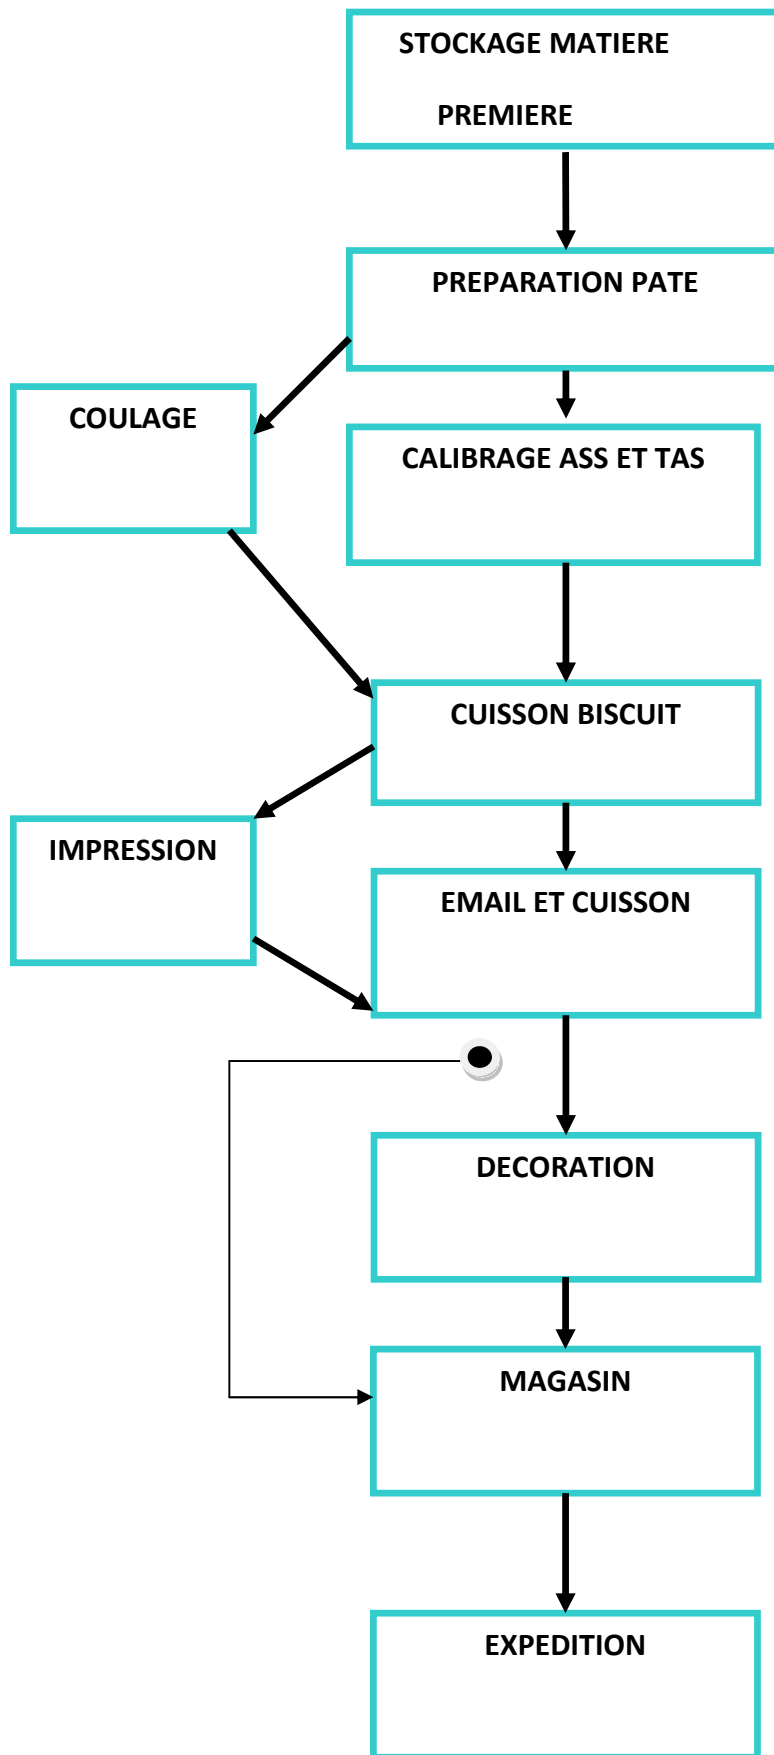 STOCKAGE MATIERE
PREMIERE
PREPARATION PATE
COULAGE
CALIBRAGE ASS ET TAS
CUISSON BISCUIT
IMPRESSION
EMAIL ET CUISSON
DECORATION
MAGASIN
EXPEDITION